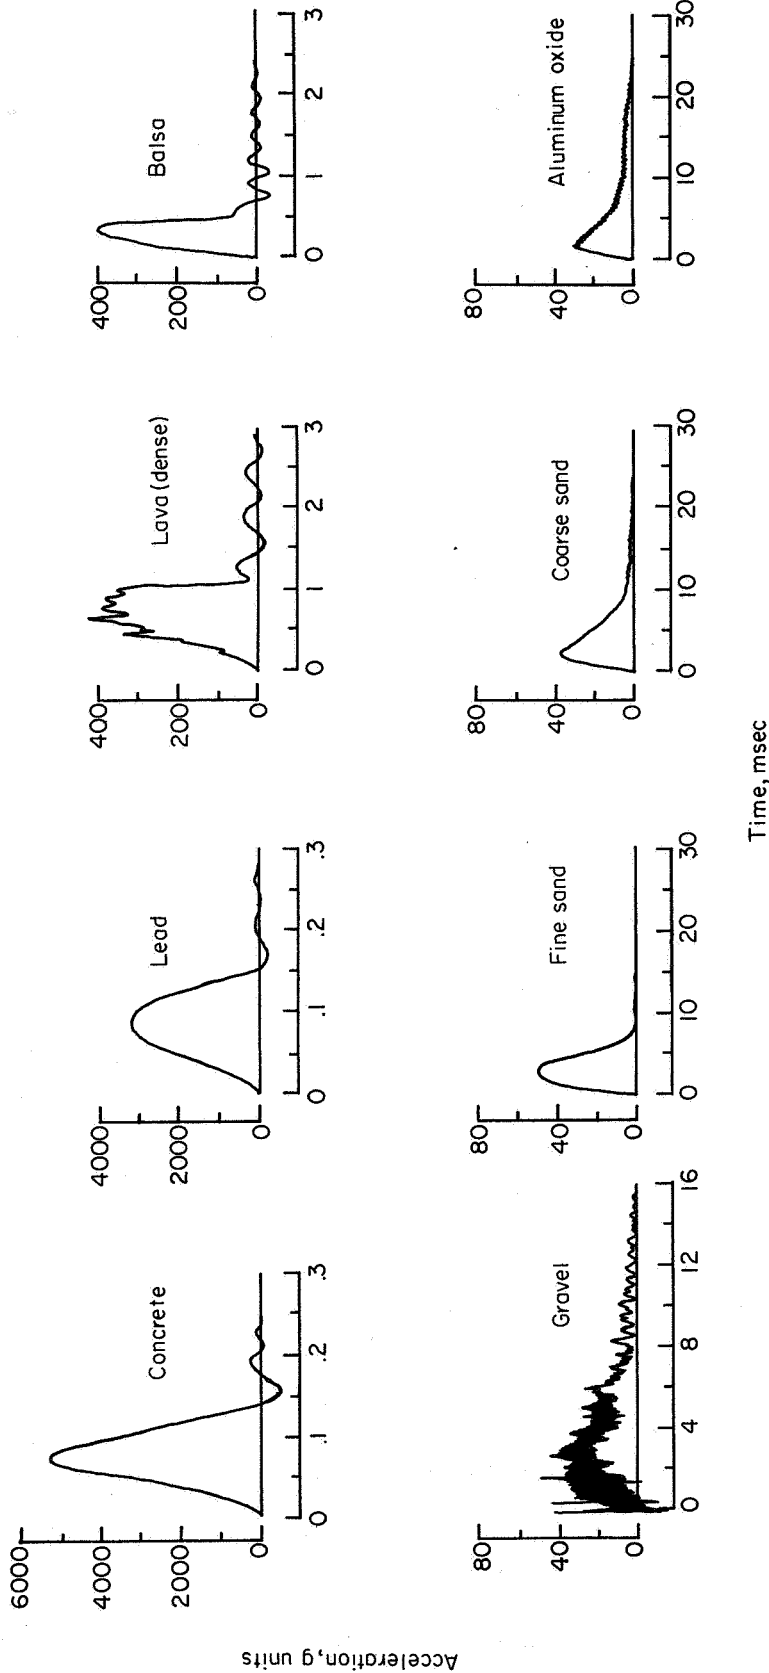 Acceleration, g units
6000
4000
2000
0
Concrete
0 .1 .2 .3
4000
2000
0
Lead
0 .1 .2 .3
400
200
0
Lava (dense)
0 1 2 3
400
200
0
Balsa
0 1 2 3
80
40
0
Gravel
0 4 8 12 16
80
40
0
Fine sand
0 10 20 30
80
40
0
Coarse sand
0 10 20 30
80
40
0
Aluminum oxide
0 10 20 30
Time, msec